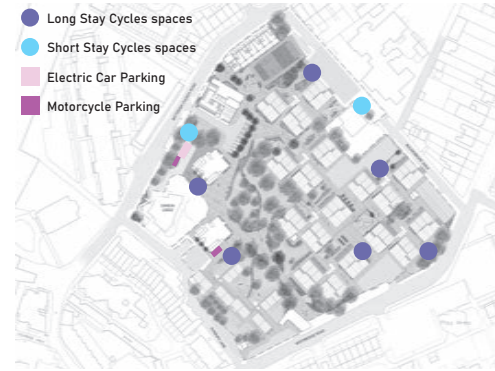 Long Stay Cycles spaces
Short Stay Cycles spaces
Electric Car Parking
Motorcycle Parking